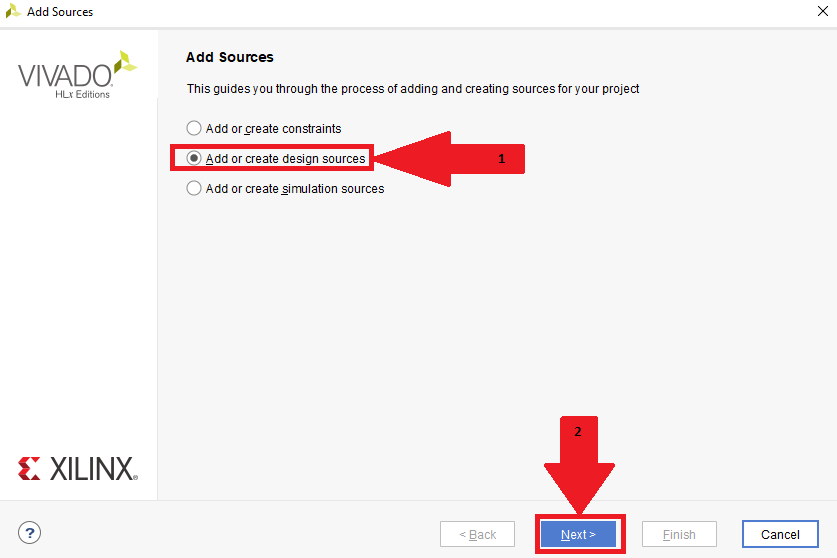 Add Sources
VIVADO
HLx Editions
Add Sources
This guides you through the process of adding and creating sources for your project
Add or create constraints
Add or create design sources
1
Add or create simulation sources
2
XILINX
?
< Back
Next >
Finish
Cancel